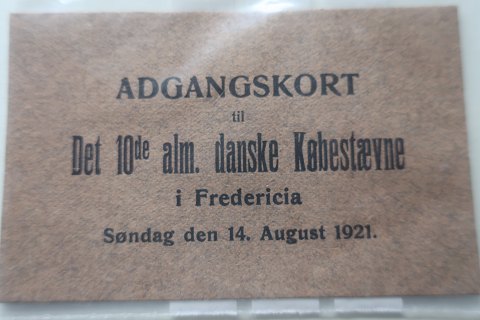 ADGANGSKORT
til
Det 10de alm. danske Købestævne
i Fredericia
Søndag den 14. August 1921.